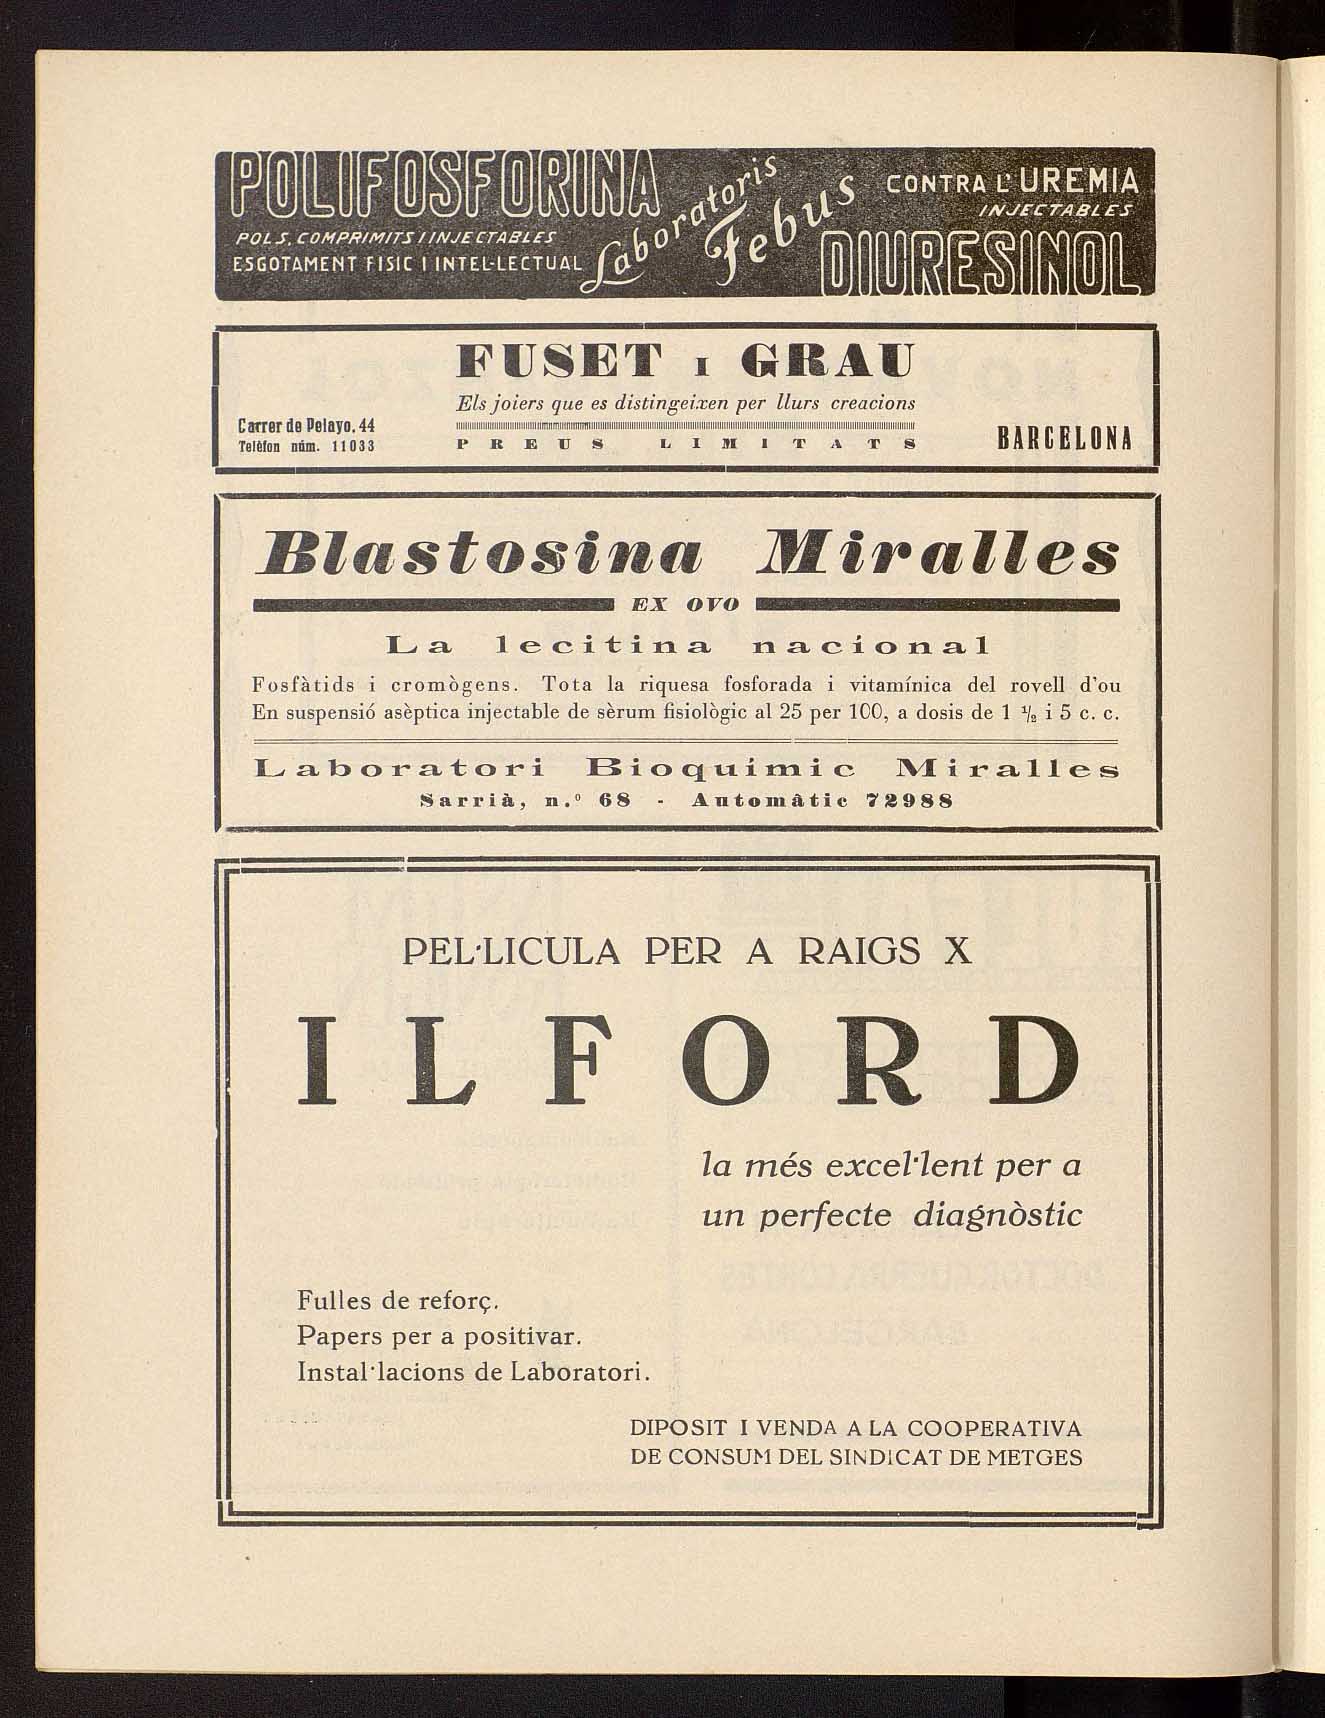 POLIFOSFORINA
POLS, COMPRIMITS I INJECTABLES
ESGOTAMENT FISIC I INTEL-LECTUAL
Laboratoris
Febus
CONTRA L'UREMIA
INJECTABLES
DIURESINOL
FUSET I GRAU
Els joiers que es distingeixen per llurs creacions
Carrer de Pelayo, 44
Telèfon núm. 11033
PREUS LIMITATS
BARCELONA
Blastosina Miralles
EX OVO
La lecitina nacíonal
Fosfàtids i cromògens. Tota la riquesa fosforada i vitamínica del rovell d'ou
En suspensió asèptica injectable de sèrum fisiològic al 25 per 100, a dosis de 1 ½ i 5 c. c.
Laboratori Bioquímic Miralles
Sarrià, n.º 68 - Automàtic 72988
PEL·LICULA PER A RAIGS X
ILFORD
la més excel·lent per a
un perfecte diagnòstic
Fulles de reforç.
Papers per a positivar.
Instal·lacions de Laboratori.
DIPOSIT I VENDA A LA COOPERATIVA
DE CONSUM DEL SINDICAT DE METGES